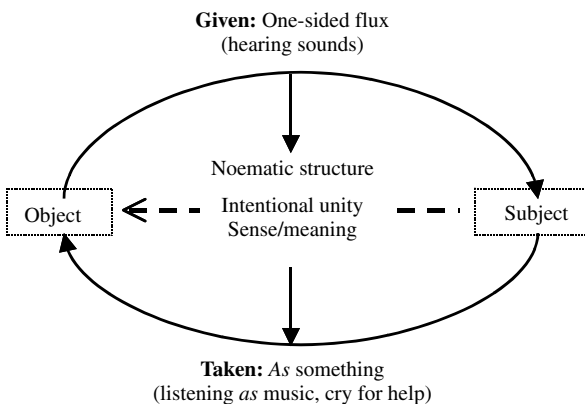 Given: One-sided flux
(hearing sounds)
Noematic structure
Object
Intentional unity
Sense/meaning
Subject
Taken: As something
(listening as music, cry for help)